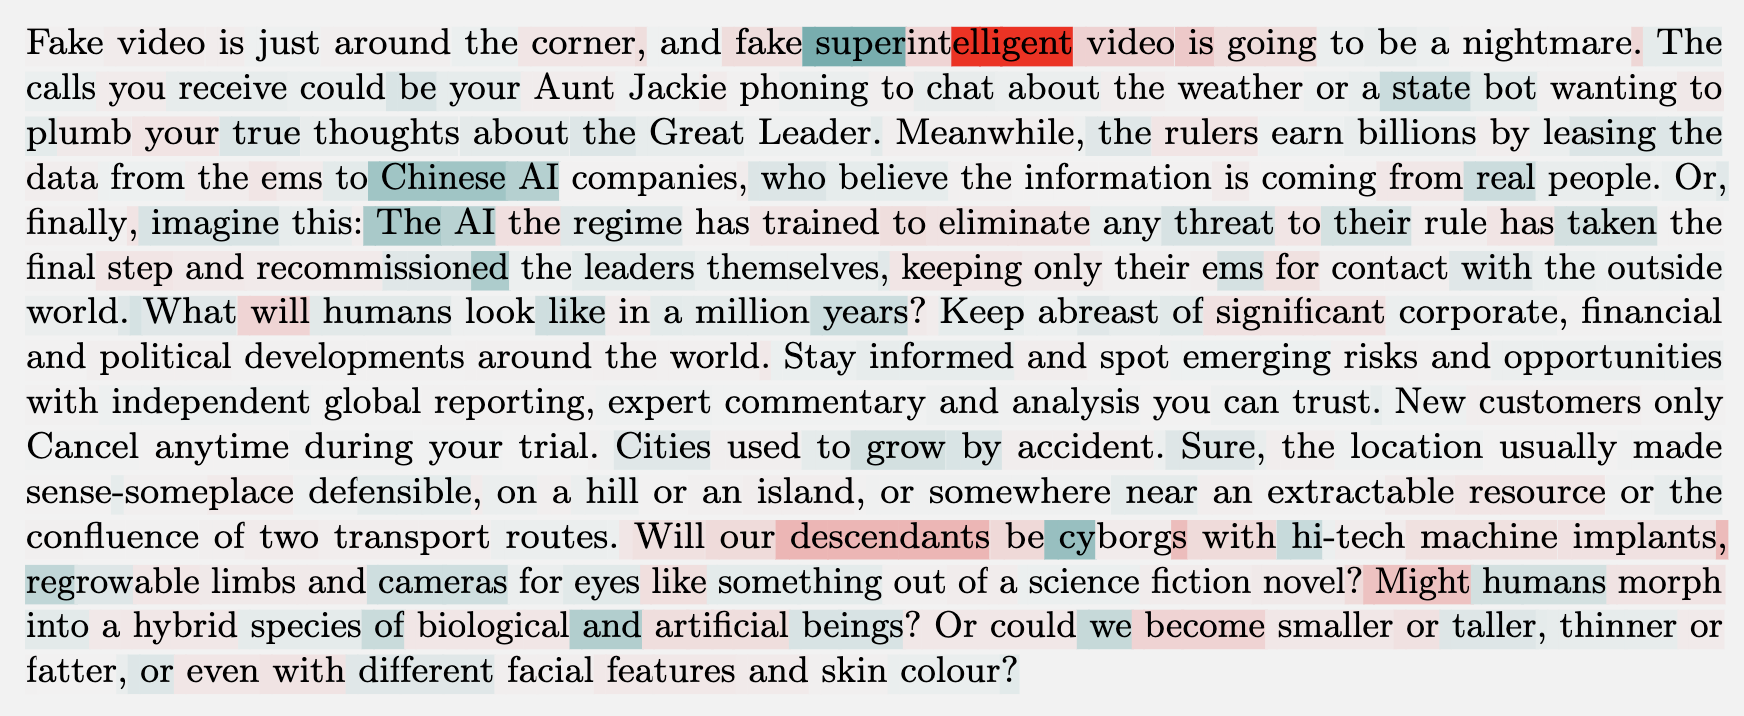 Fake video is just around the corner, and fake superintelligent video is going to be a nightmare. The
calls you receive could be your Aunt Jackie phoning to chat about the weather or a state bot wanting to
plumb your true thoughts about the Great Leader. Meanwhile, the rulers earn billions by leasing the
data from the ems to Chinese AI companies, who believe the information is coming from real people. Or,
finally, imagine this: The AI the regime has trained to eliminate any threat to their rule has taken the
final step and recommissioned the leaders themselves, keeping only their ems for contact with the outside
world. What will humans look like in a million years? Keep abreast of significant corporate, financial
and political developments around the world. Stay informed and spot emerging risks and opportunities
with independent global reporting, expert commentary and analysis you can trust. New customers only
Cancel anytime during your trial. Cities used to grow by accident. Sure, the location usually made
sense-someplace defensible, on a hill or an island, or somewhere near an extractable resource or the
confluence of two transport routes. Will our descendants be cyborgs with hi-tech machine implants,
regrowable limbs and cameras for eyes like something out of a science fiction novel? Might humans morph
into a hybrid species of biological and artificial beings? Or could we become smaller or taller, thinner or
fatter, or even with different facial features and skin colour?